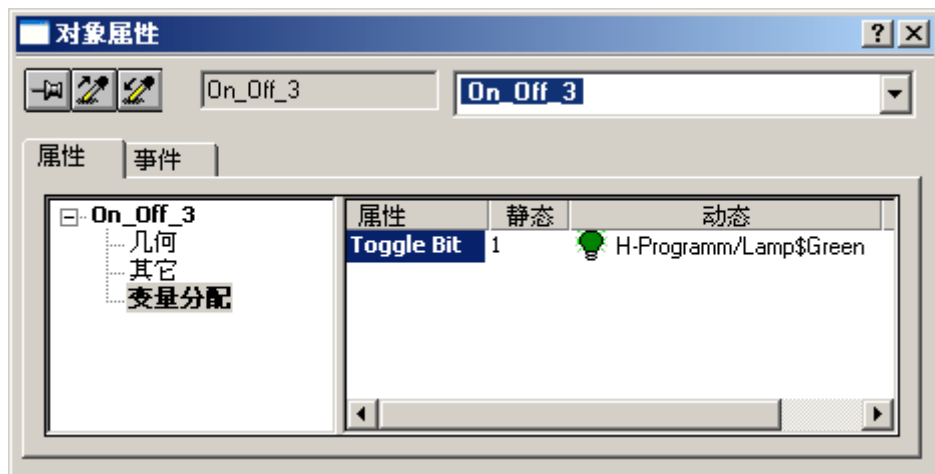 对象属性
On_Off_3 On_Off_3
属性 事件
On_Off_3
几何
其它
变量分配
属性 静态 动态
Toggle Bit 1 H-Programm/Lamp$Green